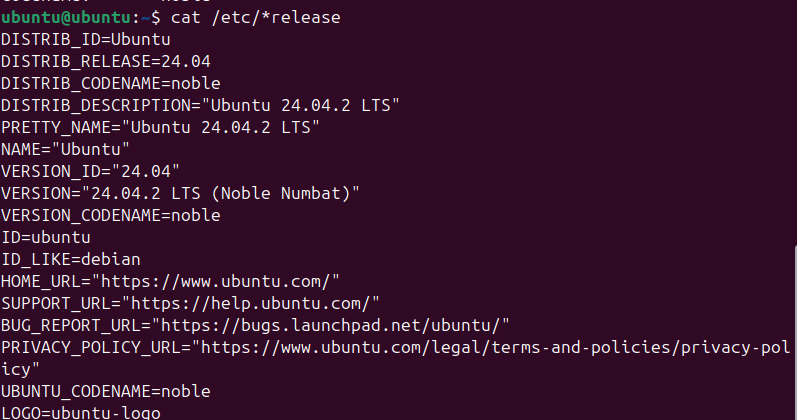 ubuntu@ubuntu:~$ cat /etc/*release
DISTRIB_ID=Ubuntu
DISTRIB_RELEASE=24.04
DISTRIB_CODENAME=noble
DISTRIB_DESCRIPTION="Ubuntu 24.04.2 LTS"
PRETTY_NAME="Ubuntu 24.04.2 LTS"
NAME="Ubuntu"
VERSION_ID="24.04"
VERSION="24.04.2 LTS (Noble Numbat)"
VERSION_CODENAME=noble
ID=ubuntu
ID_LIKE=debian
HOME_URL="https://www.ubuntu.com/"
SUPPORT_URL="https://help.ubuntu.com/"
BUG_REPORT_URL="https://bugs.launchpad.net/ubuntu/"
PRIVACY_POLICY_URL="https://www.ubuntu.com/legal/terms-and-policies/privacy-pol
icy"
UBUNTU_CODENAME=noble
LOGO=ubuntu-logo